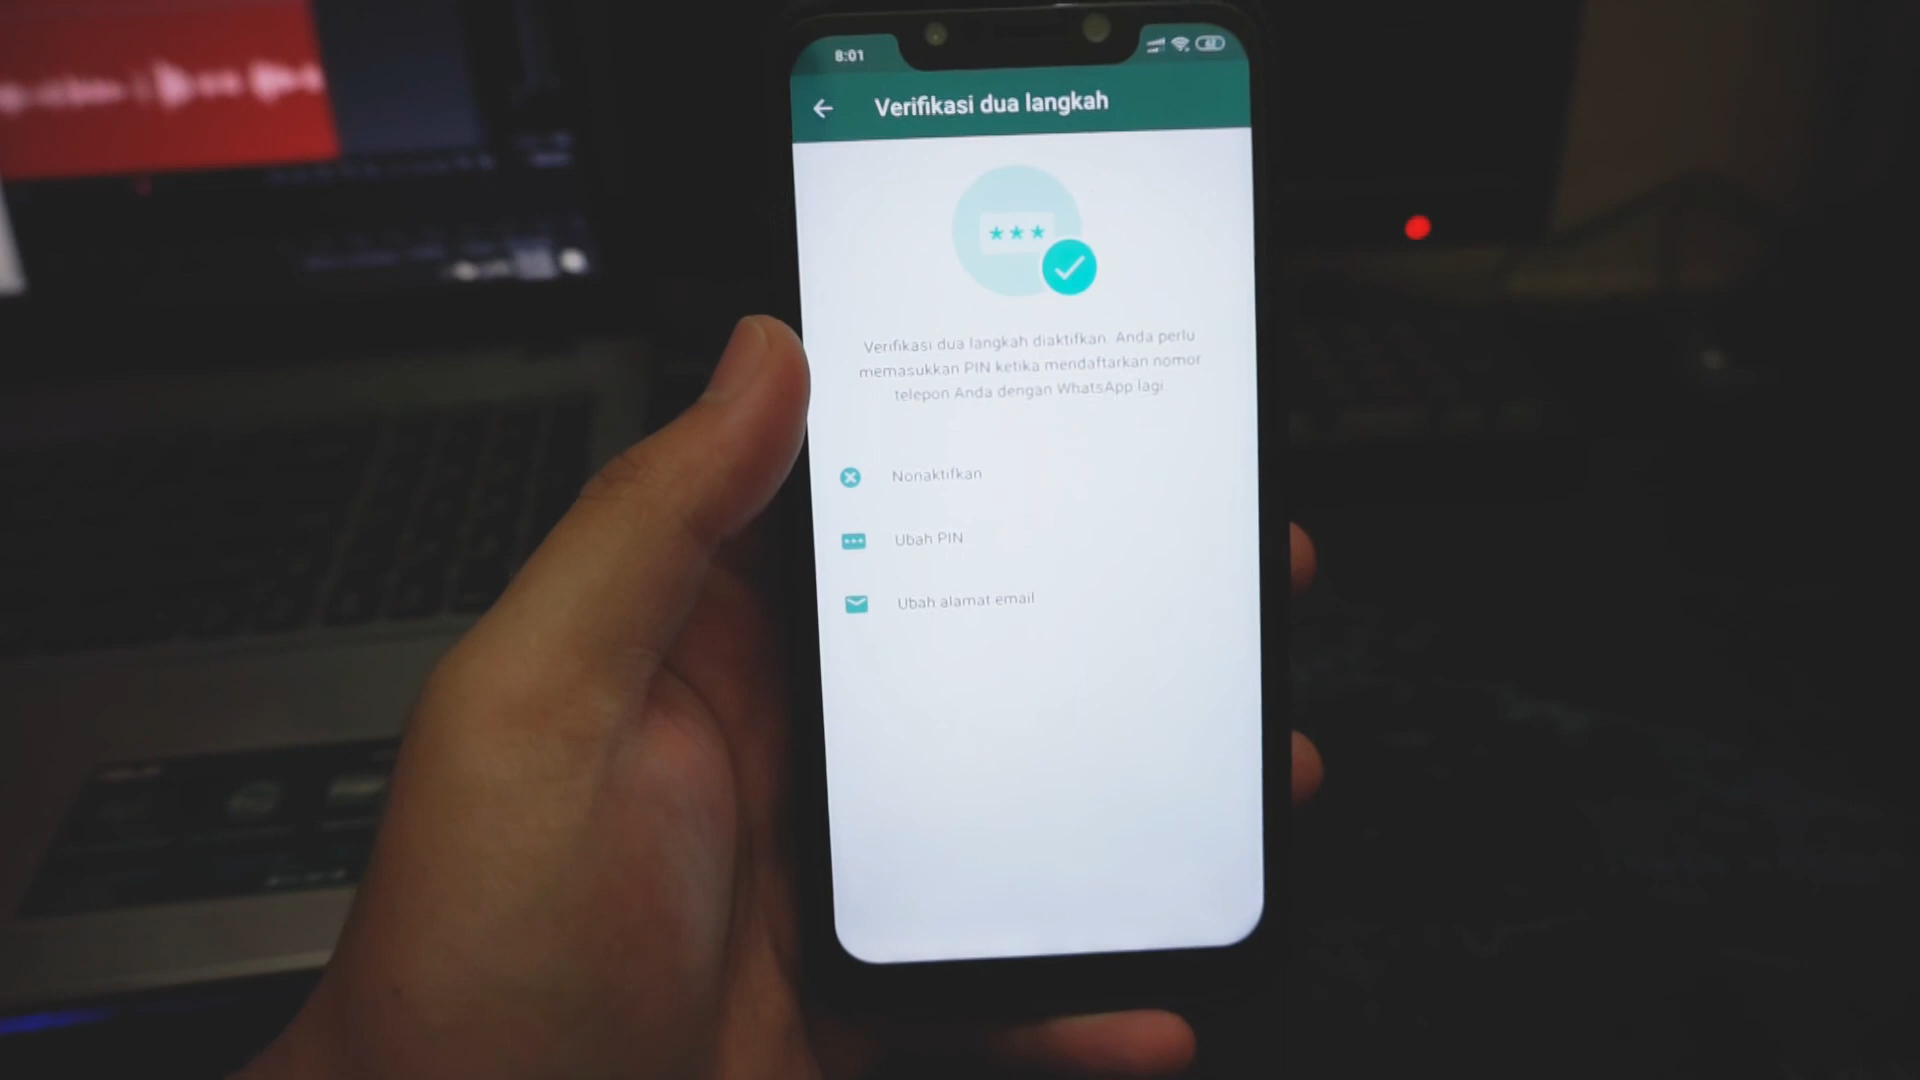 8:01
62
Verifikasi dua langkah
***
Verifikasi dua langkah diaktifkan. Anda perlu
memasukkan PIN ketika mendaftarkan nomor
telepon Anda dengan WhatsApp lagi.
Nonaktifkan
Ubah PIN
Ubah alamat email